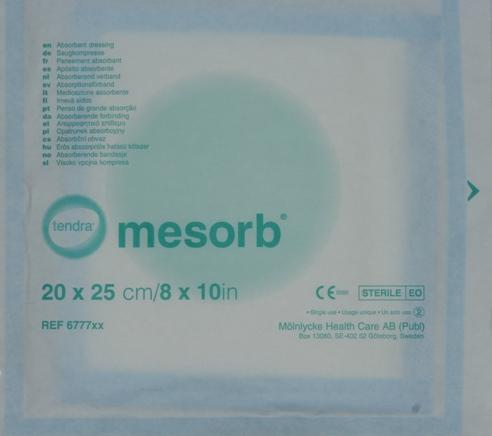 en Absorbent dressing
de Saugkompresse
fr Pansement absorbant
es Apósito absorbente
nl Absorberend verband
sv Absorptionsförband
it Medicazione assorbente
fi Imevä sidos
pt Penso de grande absorção
da Absorberende forbinding
el Απορροφητικό επίθεμα
pl Opatrunek absorbcyjny
cs Absorbční obvaz
hu Erős abszorpciós hatású kötszer
no Absorberende bandasje
sl Visoko vpojna kompresa
tendra®
mesorb®
20 x 25 cm/8 x 10in
CE STERILE EO
• Single use • Usage unique • Un solo uso
REF 6777xx
Mölnlycke Health Care AB (Publ)
Box 13080, SE-402 52 Göteborg, Sweden